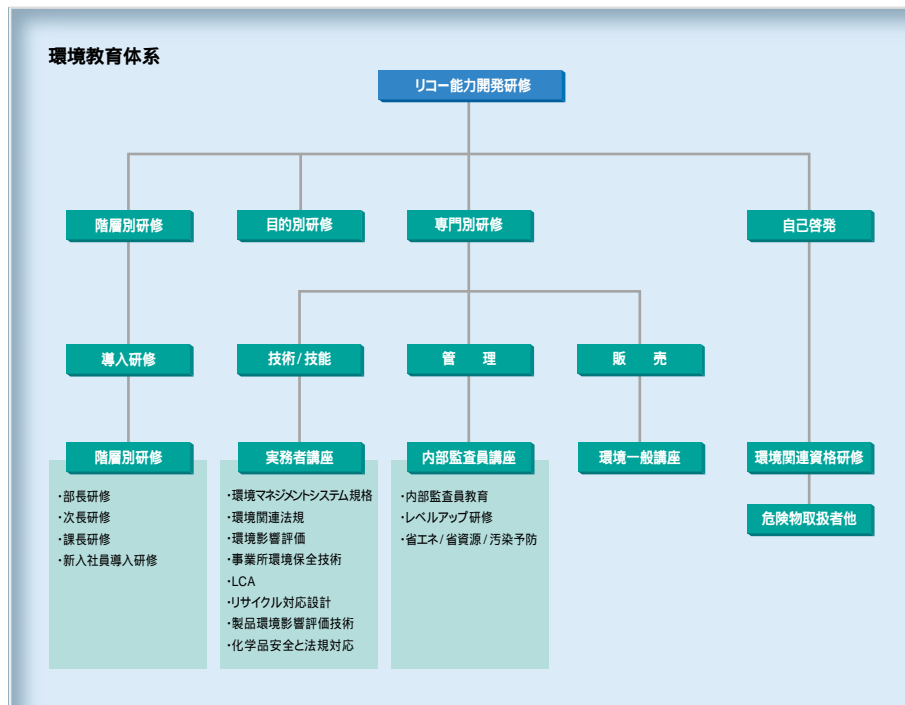 環境教育体系
リコー能力開発研修
階層別研修
目的別研修
専門別研修
自己啓発
導入研修
技術/技能
管 理
販 売
階層別研修
・部長研修
・次長研修
・課長研修
・新入社員導入研修
実務者講座
・環境マネジメントシステム規格
・環境関連法規
・環境影響評価
・事業所環境保全技術
・LCA
・リサイクル対応設計
・製品環境影響評価技術
・化学品安全と法規対応
内部監査員講座
・内部監査員教育
・レベルアップ研修
・省エネ/省資源/汚染予防
環境一般講座
環境関連資格研修
危険物取扱者他